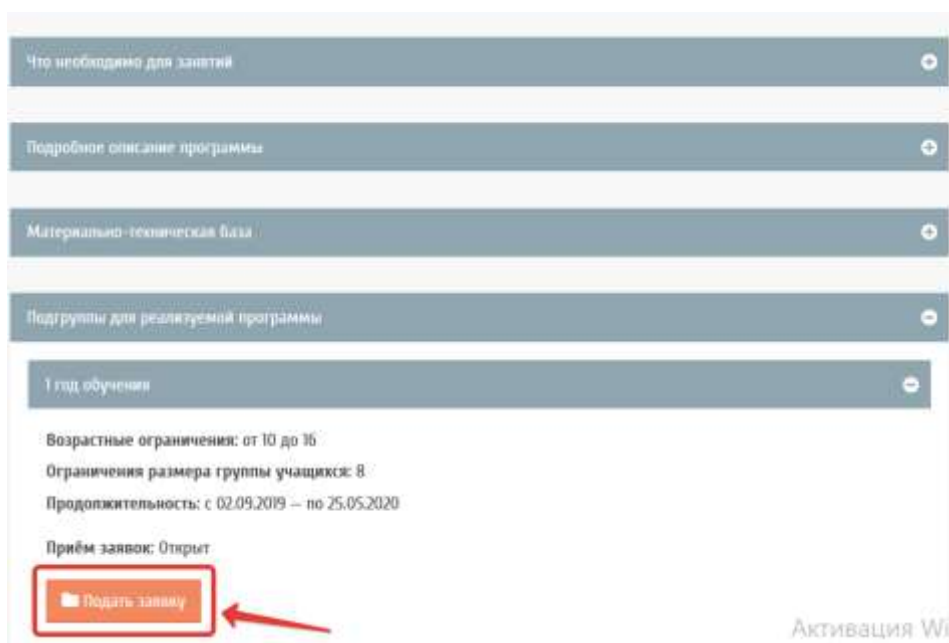 Что необходимо для занятий
Подробное описание программы
Материально-техническая база
Подгруппы для реализуемой программы
1 год обучения
Возрастные ограничения: от 10 до 16
Ограничения размера группы учащихся: 8
Продолжительность: с 02.09.2019 — по 25.05.2020
Приём заявок: Открыт
Подать заявку
Активация Wi